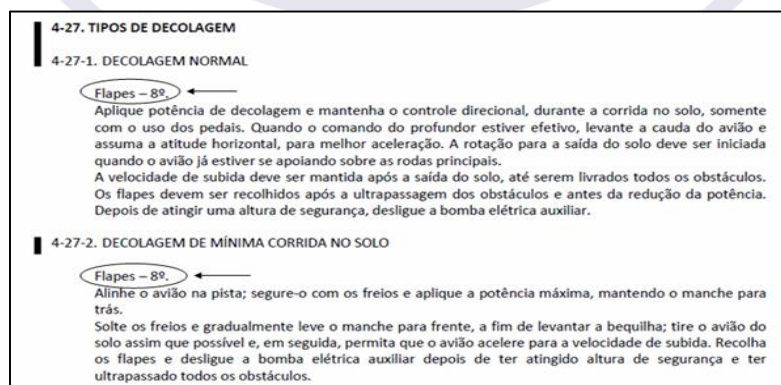 4-27. TIPOS DE DECOLAGEM
4-27-1. DECOLAGEM NORMAL
Flapes – 8º.
Aplique potência de decolagem e mantenha o controle direcional, durante a corrida no solo, somente
com o uso dos pedais. Quando o comando do profundor estiver efetivo, levante a cauda do avião e
assuma a atitude horizontal, para melhor aceleração. A rotação para a saída do solo deve ser iniciada
quando o avião já estiver se apoiando sobre as rodas principais.
A velocidade de subida deve ser mantida após a saída do solo, até serem livrados todos os obstáculos.
Os flapes devem ser recolhidos após a ultrapassagem dos obstáculos e antes da redução da potência.
Depois de atingir uma altura de segurança, desligue a bomba elétrica auxiliar.
4-27-2. DECOLAGEM DE MÍNIMA CORRIDA NO SOLO
Flapes – 8º.
Alinhe o avião na pista; segure-o com os freios e aplique a potência máxima, mantendo o manche para
trás.
Solte os freios e gradualmente leve o manche para frente, a fim de levantar a bequilha; tire o avião do
solo assim que possível e, em seguida, permita que o avião acelere para a velocidade de subida. Recolha
os flapes e desligue a bomba elétrica auxiliar depois de ter atingido altura de segurança e ter
ultrapassado todos os obstáculos.